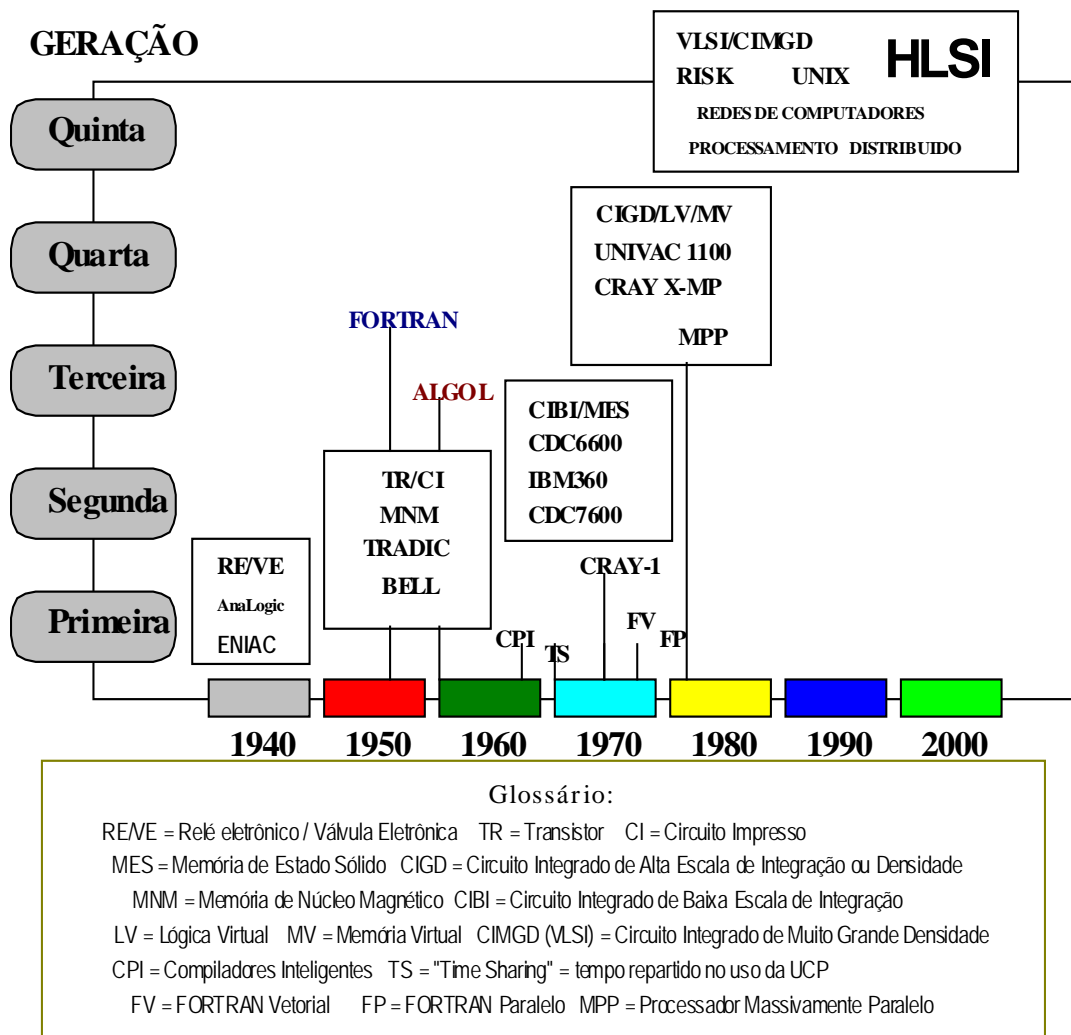 GERAÇÃO
VLSI/CIMGD
HLSI
RISK UNIX
REDES DE COMPUTADORES
PROCESSAMENTO DISTRIBUIDO
Quinta
Quarta
Terceira
Segunda
Primeira
CIGD/LV/MV
UNIVAC 1100
CRAY X-MP
MPP
FORTRAN
ALGOL
CIBI/MES
CDC6600
IBM360
CDC7600
TR/CI
MNM
TRADIC
BELL
RE/VE
AnaLogic
ENIAC
CRAY-1
CPI
TS
FV
FP
1940 1950 1960 1970 1980 1990 2000
Glossário:
RE/VE = Relé eletrônico / Válvula Eletrônica TR = Transistor CI = Circuito Impresso
MES = Memória de Estado Sólido CIGD = Circuito Integrado de Alta Escala de Integração ou Densidade
MNM = Memória de Núcleo Magnético CIBI = Circuito Integrado de Baixa Escala de Integração
LV = Lógica Virtual MV = Memória Virtual CIMGD (VLSI) = Circuito Integrado de Muito Grande Densidade
CPI = Compiladores Inteligentes TS = "Time Sharing" = tempo repartido no uso da UCP
FV = FORTRAN Vetorial FP = FORTRAN Paralelo MPP = Processador Massivamente Paralelo